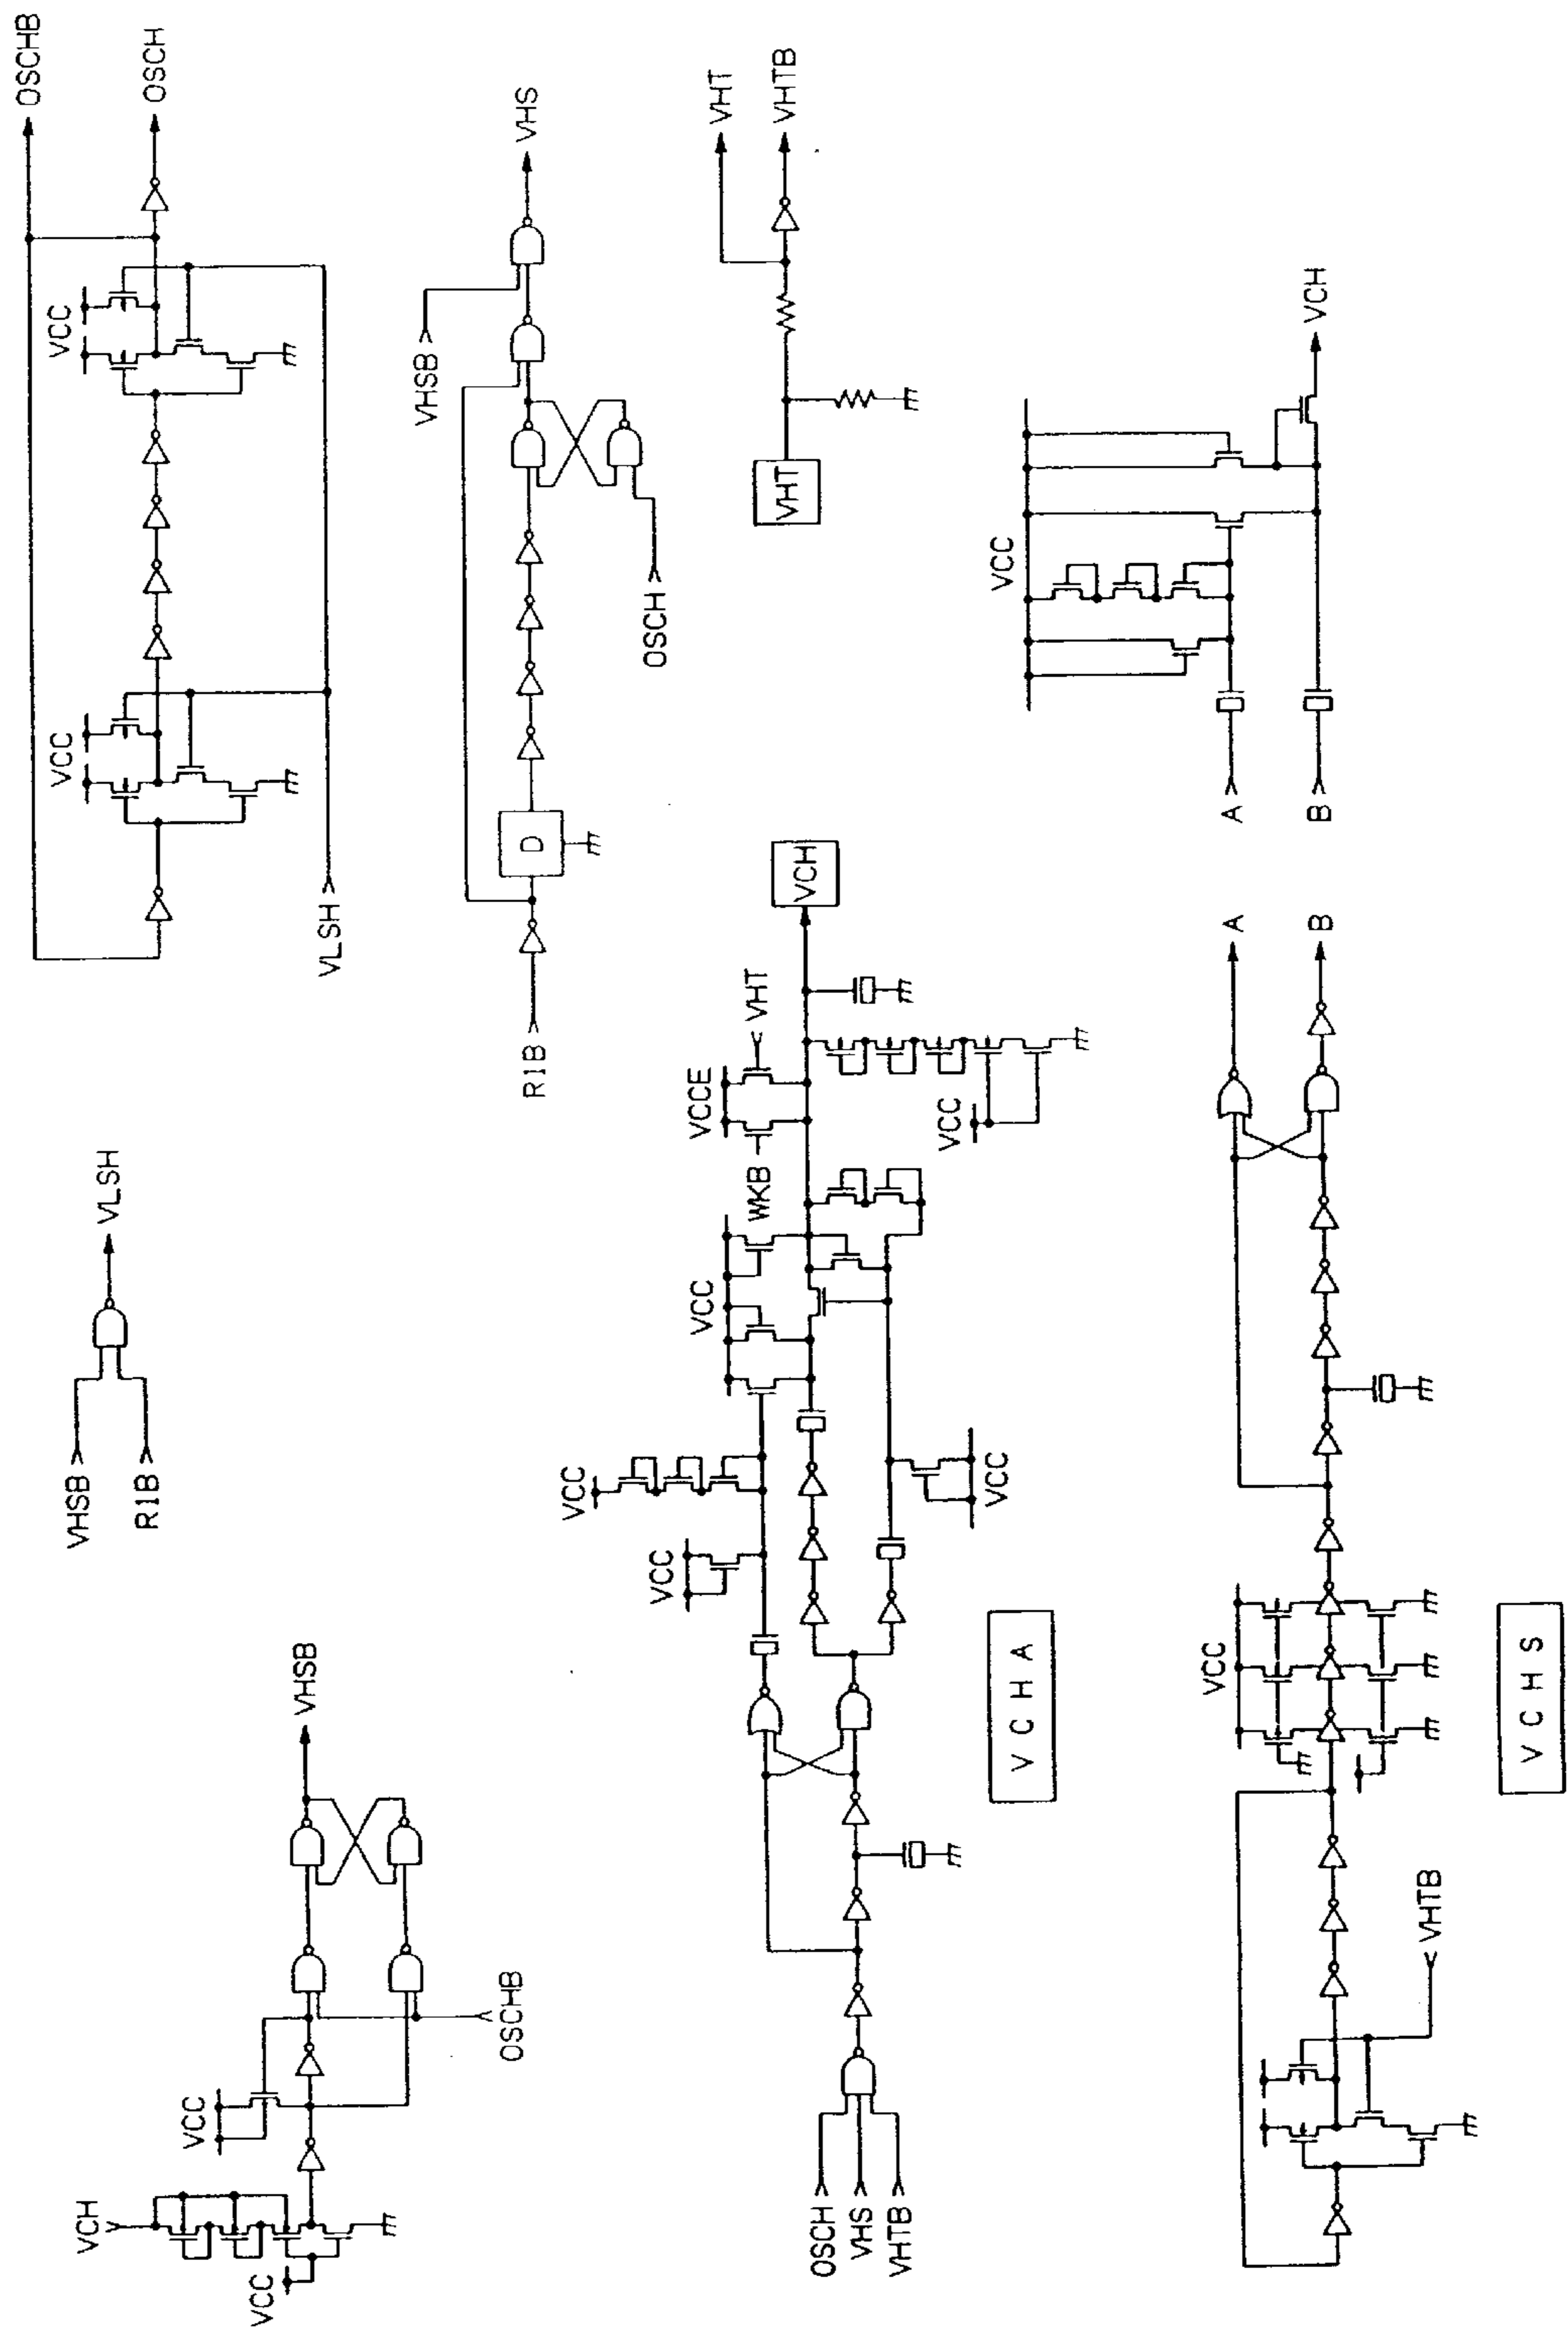 VCH
VCC
VCC
OSCHB
VHSB
VHSB
R1B
VLSH
OSCHB
OSCH
VCC
VCC
VLSH
R1B
D
OSCH
VHSB
VHS
VHT
VHT
VHTB
OSCH
VHS
VHTB
VCC
VCC
VCC
VCC
WKB
VCCE
VHT
VCC
VCH
V C H A
VHTB
VCC
A
B
V C H S
A
B
VCC
VCH